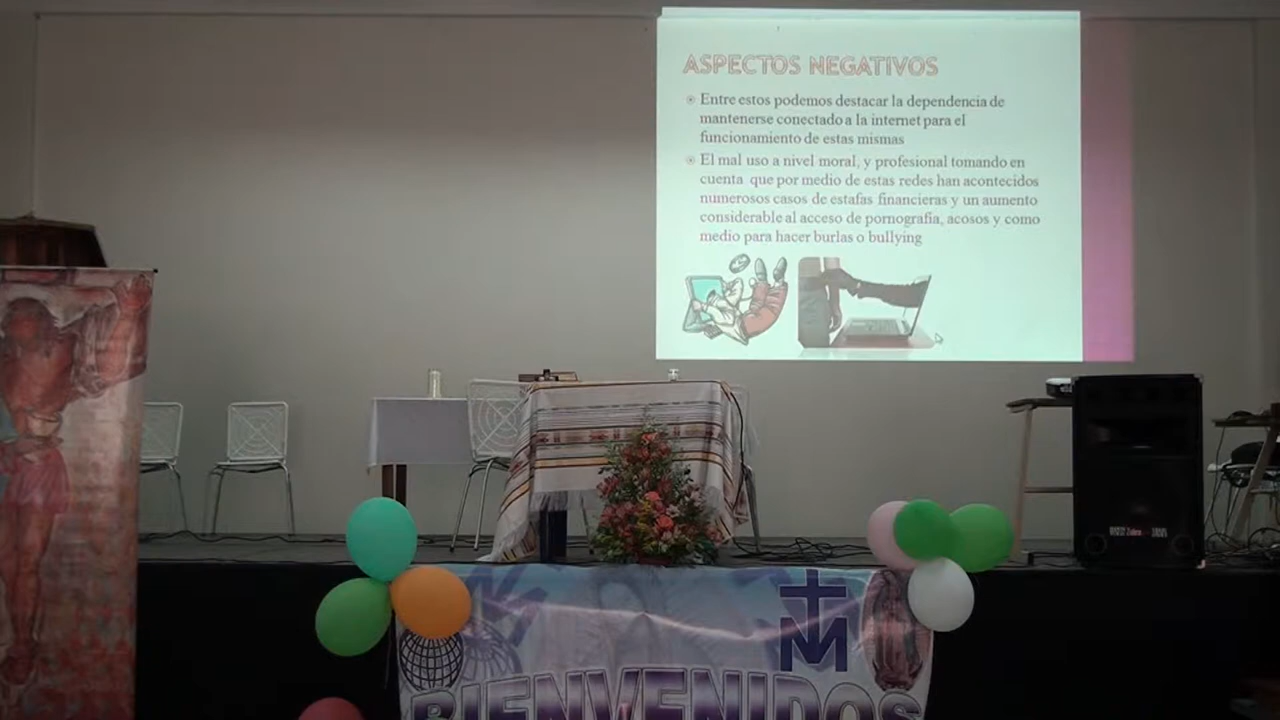 ASPECTOS NEGATIVOS
Entre estos podemos destacar la dependencia de
mantenerse conectado a la internet para el
funcionamiento de estas mismas
El mal uso a nivel moral, y profesional tomando en
cuenta que por medio de estas redes han acontecidos
numerosos casos de estafas financieras y un aumento
considerable al acceso de pornografia, acosos y como
medio para hacer burlas o bullying
M
BIENVENIDOS